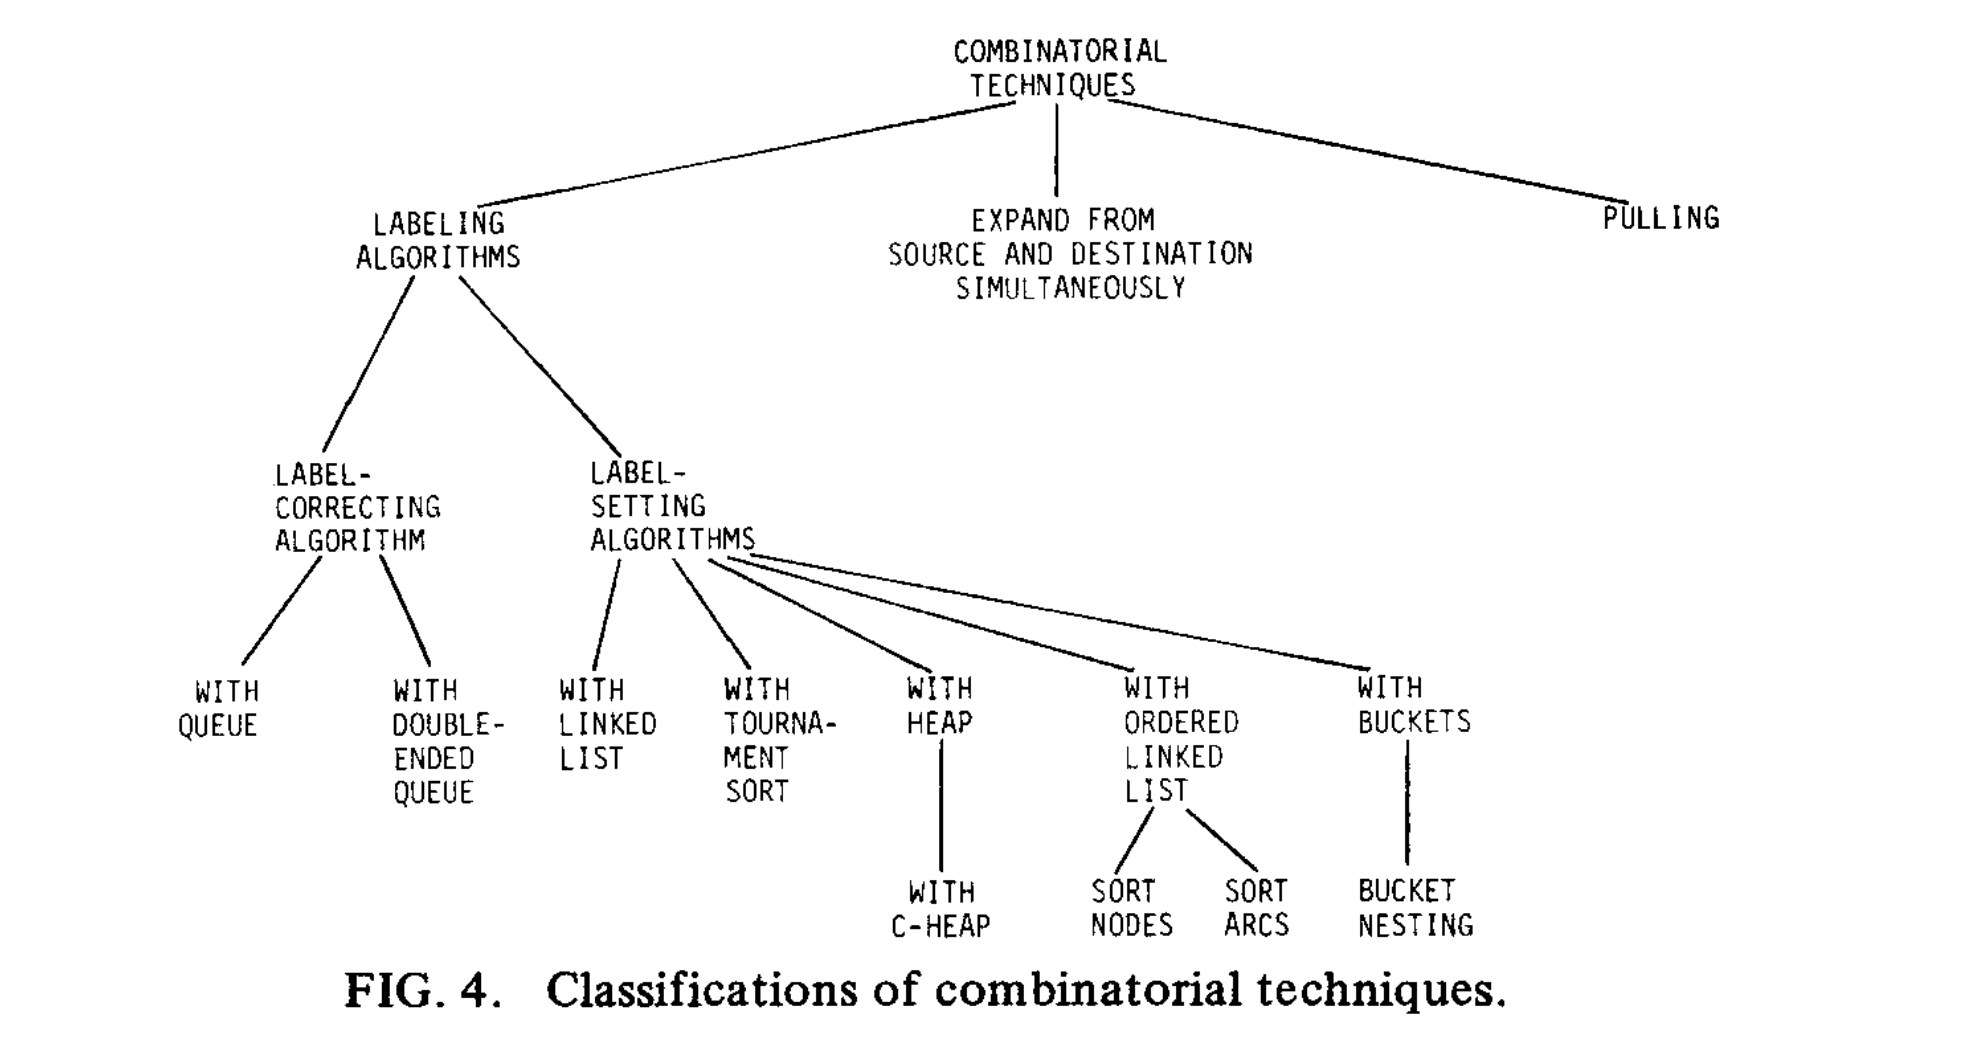 COMBINATORIAL
TECHNIQUES
LABELING
ALGORITHMS
EXPAND FROM
SOURCE AND DESTINATION
SIMULTANEOUSLY
PULLING
LABEL-
CORRECTING
ALGORITHM
LABEL-
SETTING
ALGORITHMS
WITH
QUEUE
WITH
DOUBLE-
ENDED
QUEUE
WITH
LINKED
LIST
WITH
TOURNA-
MENT
SORT
WITH
HEAP
WITH
ORDERED
LINKED
LIST
WITH
BUCKETS
WITH
C-HEAP
SORT
NODES
SORT
ARCS
BUCKET
NESTING
FIG. 4. Classifications of combinatorial techniques.